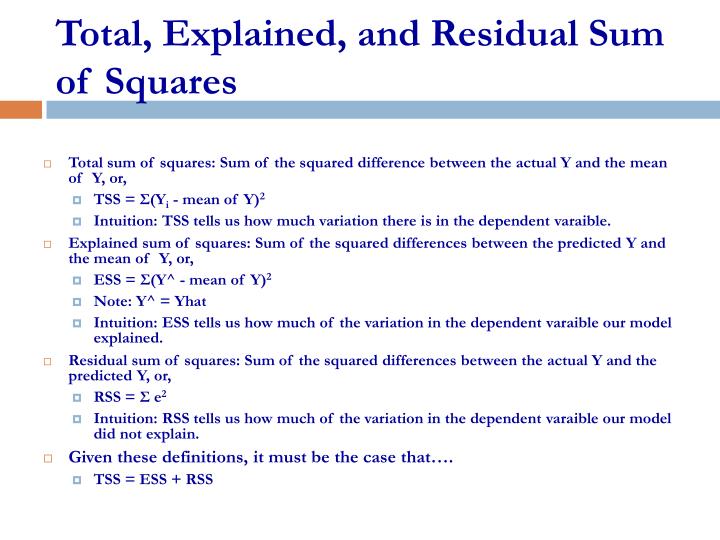 Total, Explained, and Residual Sum
of Squares
Total sum of squares: Sum of the squared difference between the actual Y and the mean
of Y, or,
TSS = Σ(Yi - mean of Y)²
Intuition: TSS tells us how much variation there is in the dependent varaible.
Explained sum of squares: Sum of the squared differences between the predicted Y and
the mean of Y, or,
ESS = Σ(Y^ - mean of Y)²
Note: Y^ = Yhat
Intuition: ESS tells us how much of the variation in the dependent varaible our model
explained.
Residual sum of squares: Sum of the squared differences between the actual Y and the
predicted Y, or,
RSS = Σ e²
Intuition: RSS tells us how much of the variation in the dependent varaible our model
did not explain.
Given these definitions, it must be the case that….
TSS = ESS + RSS